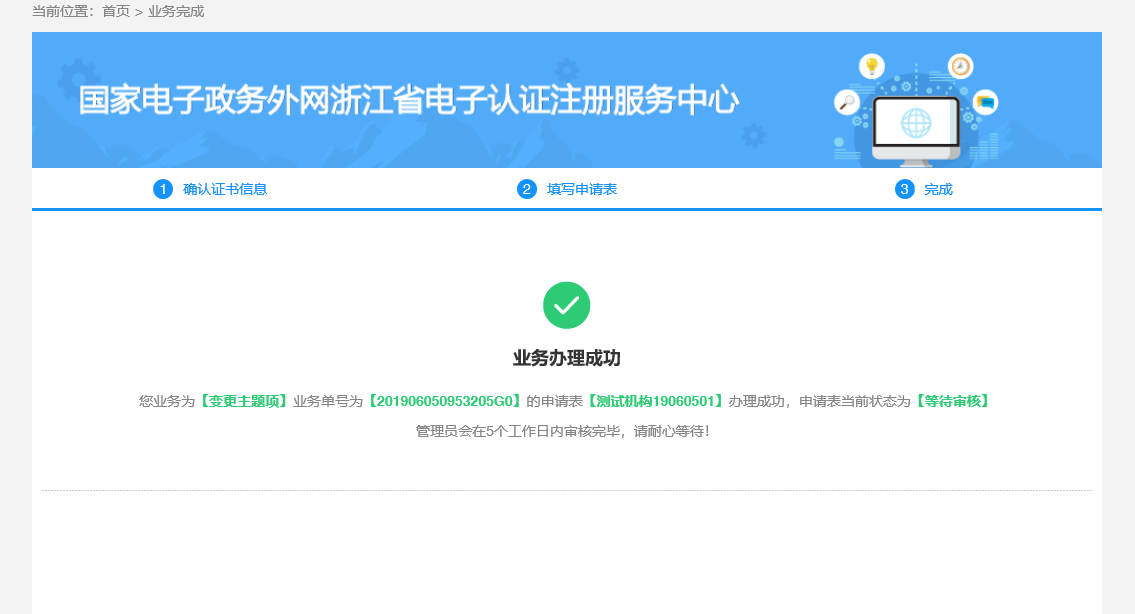 当前位置：首页 > 业务完成
国家电子政务外网浙江省电子认证注册服务中心
1 确认证书信息 2 填写申请表 3 完成
业务办理成功
您业务为【变更主题项】业务单号为【201906050953205G0】的申请表【测试机构19060501】办理成功，申请表当前状态为【等待审核】
管理员会在5个工作日内审核完毕，请耐心等待！